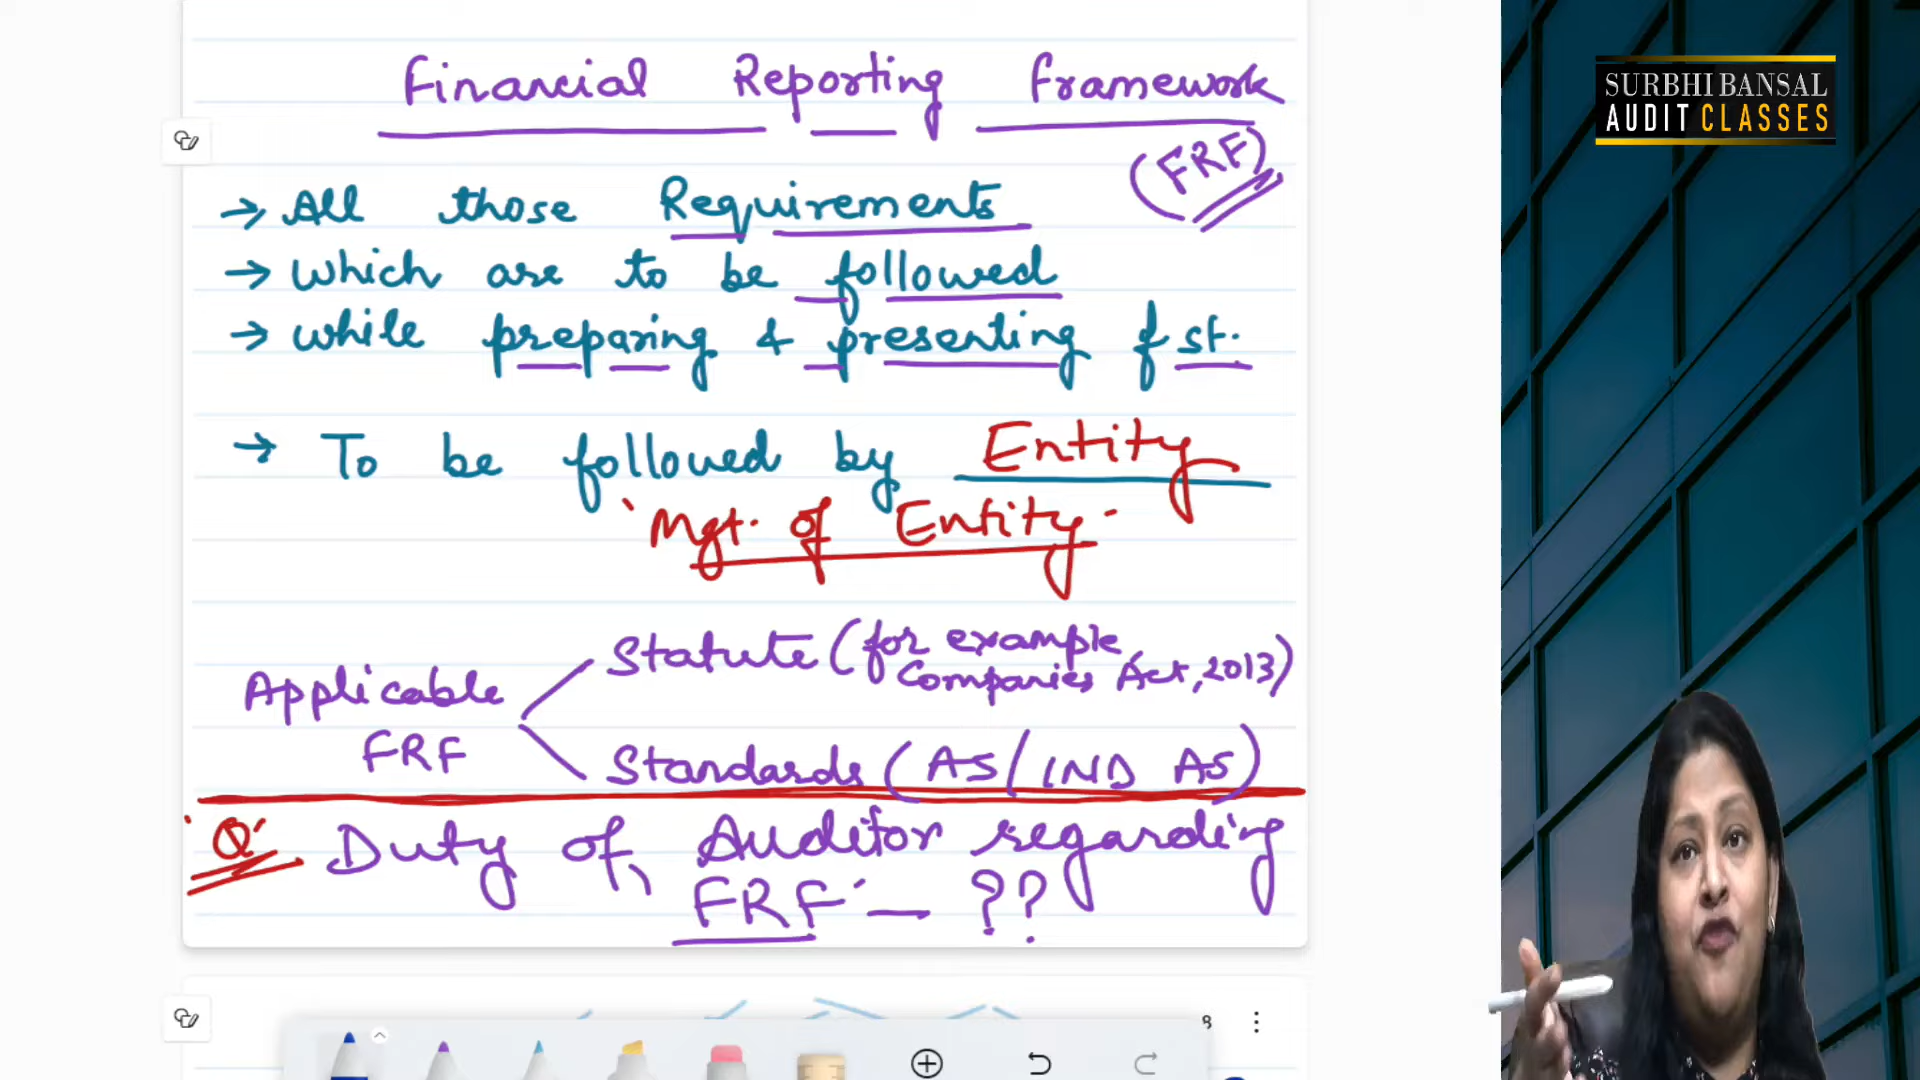 Financial Reporting Framework
(FRF)
→ All those Requirements
→ which are to be followed
→ while preparing & presenting f st.
→ To be followed by Entity
'Mgt. of Entity'
Applicable FRF
Statute (for example Companies Act, 2013)
Standards (AS/IND AS)
'Q' Duty of Auditor regarding
FRF' — ??
8
SURBHI BANSAL
AUDIT CLASSES